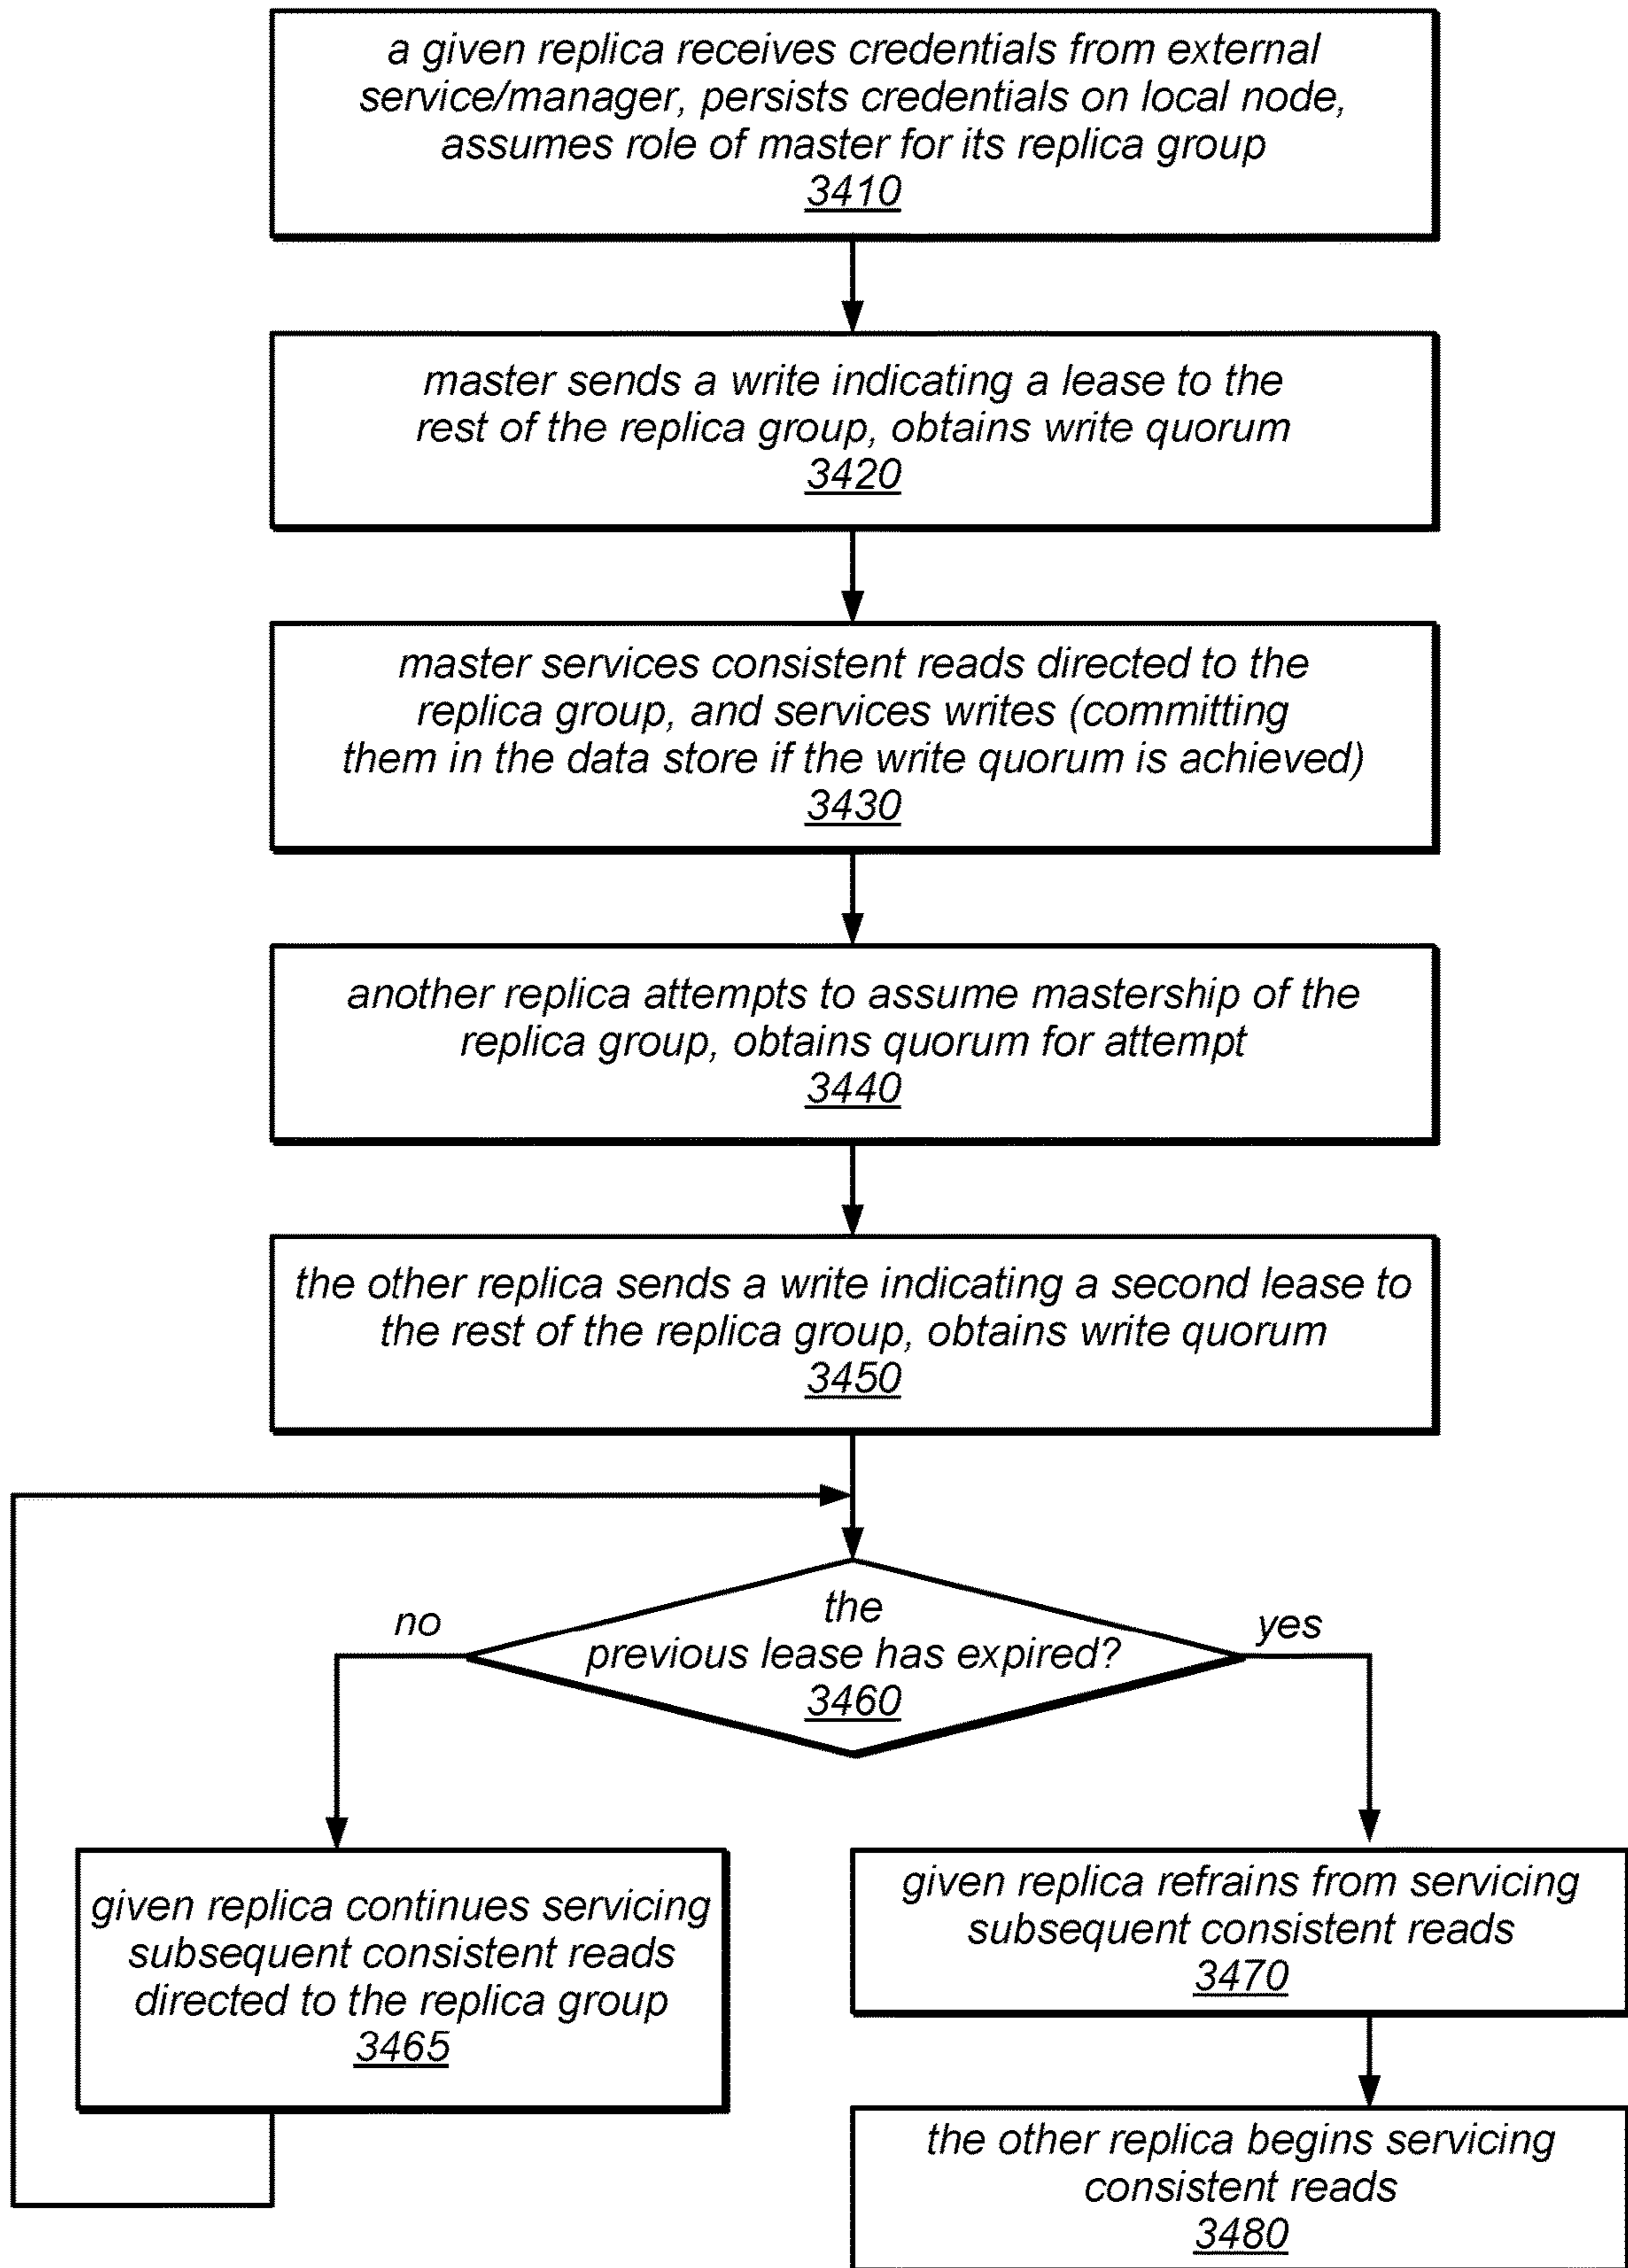 a given replica receives credentials from external
service/manager, persists credentials on local node,
assumes role of master for its replica group
3410
master sends a write indicating a lease to the
rest of the replica group, obtains write quorum
3420
master services consistent reads directed to the
replica group, and services writes (committing
them in the data store if the write quorum is achieved)
3430
another replica attempts to assume mastership of the
replica group, obtains quorum for attempt
3440
the other replica sends a write indicating a second lease to
the rest of the replica group, obtains write quorum
3450
the
previous lease has expired?
3460
no
yes
given replica continues servicing
subsequent consistent reads
directed to the replica group
3465
given replica refrains from servicing
subsequent consistent reads
3470
the other replica begins servicing
consistent reads
3480